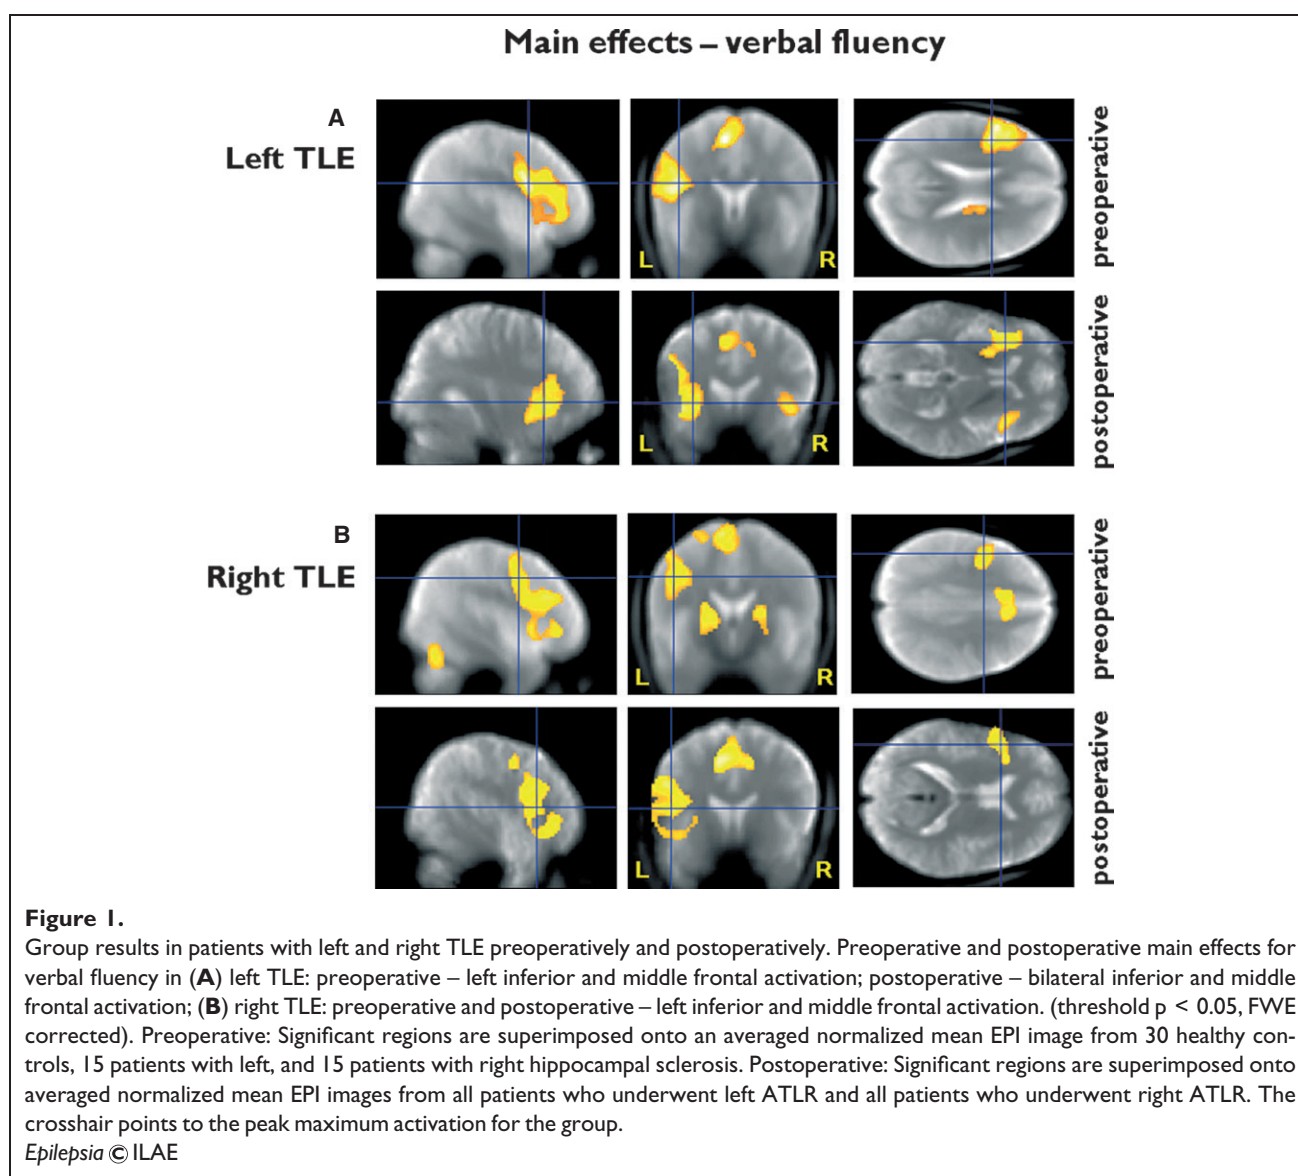 Main effects – verbal fluency
A
Left TLE
L
R
preoperative
L
R
postoperative
B
Right TLE
L
R
preoperative
L
R
postoperative
Figure 1.
Group results in patients with left and right TLE preoperatively and postoperatively. Preoperative and postoperative main effects for
verbal fluency in (A) left TLE: preoperative – left inferior and middle frontal activation; postoperative – bilateral inferior and middle
frontal activation; (B) right TLE: preoperative and postoperative – left inferior and middle frontal activation. (threshold p < 0.05, FWE
corrected). Preoperative: Significant regions are superimposed onto an averaged normalized mean EPI image from 30 healthy con-
trols, 15 patients with left, and 15 patients with right hippocampal sclerosis. Postoperative: Significant regions are superimposed onto
averaged normalized mean EPI images from all patients who underwent left ATLR and all patients who underwent right ATLR. The
crosshair points to the peak maximum activation for the group.
Epilepsia © ILAE